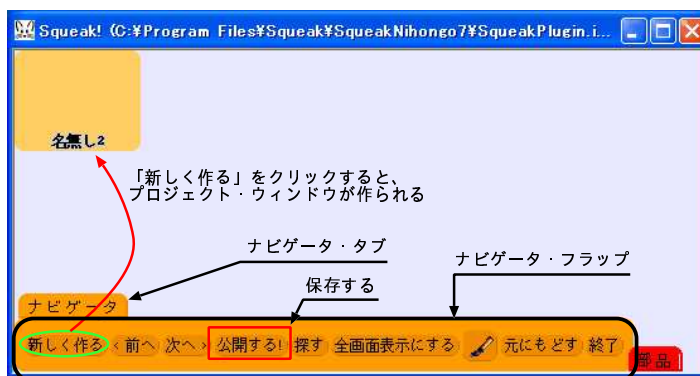 Squeak! (C:¥Program Files¥Squeak¥SqueakNihongo7¥SqueakPlugin.i...
名無し2
「新しく作る」をクリックすると、
プロジェクト・ウィンドウが作られる
ナビゲータ・タブ
ナビゲータ・フラップ
保存する
ナビゲータ
新しく作る <前へ 次へ> 公開する! 探す 全画面表示にする 元にもどす 終了
部品